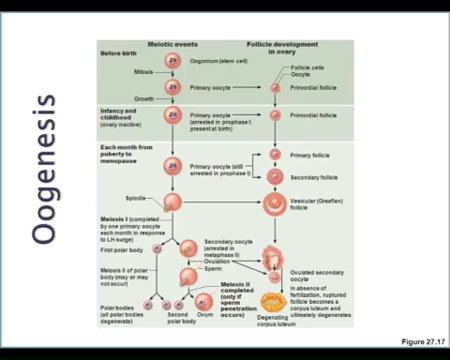 Oogenesis
Meiotic events
Follicle development
in ovary
Before birth
Oogonium (stem cell)
Mitosis
Follicle cells
Oocyte
Primary oocyte
Primordial follicle
Growth
Infancy and
childhood
(ovary inactive)
Primary oocyte
(arrested in prophase I;
present at birth)
Primordial follicle
Each month from
puberty to
menopause
Primary follicle
Primary oocyte (still
arrested in prophase I)
Secondary follicle
Spindle
Vesicular (Graafian)
follicle
Meiosis I (completed
by one primary oocyte
each month in response
to LH surge)
First polar body
Secondary oocyte
(arrested in
metaphase II)
Ovulation
Sperm
Meiosis II of polar
body (may or may
not occur)
Ovulated secondary
oocyte
Meiosis II
completed
(only if
sperm
penetration
occurs)
In absence of
fertilization, ruptured
follicle becomes a
corpus luteum and
ultimately degenerates.
Polar bodies
(all polar bodies
degenerate)
Second
polar body
Ovum
Degenating
corpus luteum
Figure 27.17